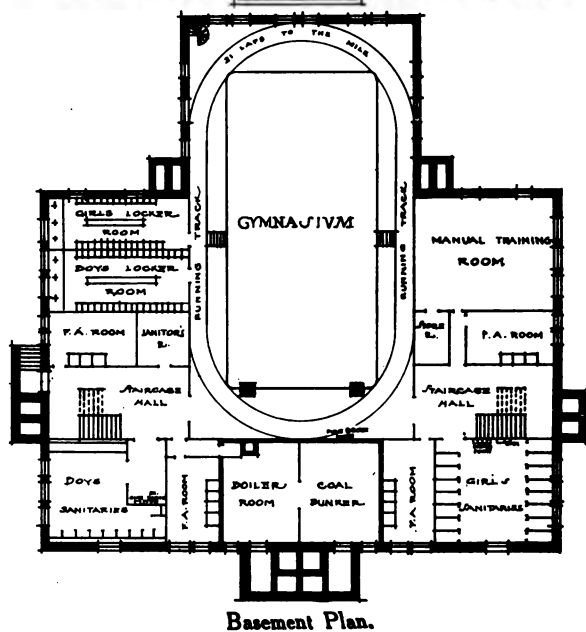 21 LAPS TO THE MILE
GIRLS LOCKER
ROOM
RUNNING TRACK
GYMNASIUM
RUNNING TRACK
MANUAL TRAINING
ROOM
BOYS LOCKER
ROOM
F.A. ROOM
JANITOR'S
R.
STORE
R.
F.A. ROOM
STAIRCASE
HALL
STAIRCASE
HALL
BOYS
SANITARIES
F.A. ROOM
BOILER
ROOM
COAL
BUNKER
F.A. ROOM
GIRL'S
SANITARIES
Basement Plan.